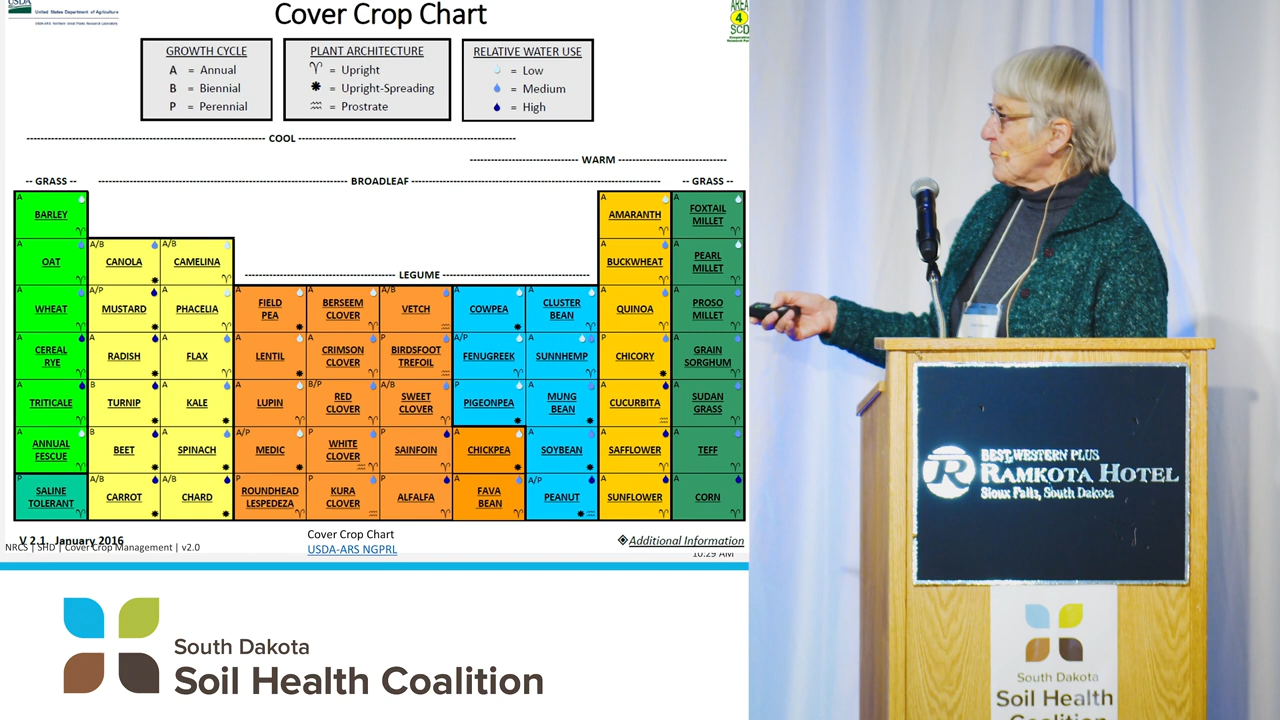 USDA
United States Department of Agriculture
USDA-ARS Northern Great Plains Research Laboratory
Cover Crop Chart
AREA
4
SCD
GROWTH CYCLE
A = Annual
B = Biennial
P = Perennial
PLANT ARCHITECTURE
= Upright
= Upright-Spreading
= Prostrate
RELATIVE WATER USE
= Low
= Medium
= High
COOL
WARM
-- GRASS --
BROADLEAF
-- GRASS --
A BARLEY
A AMARANTH
A FOXTAIL
MILLET
A OAT
A/B CANOLA
A/B CAMELINA
LEGUME
A BUCKWHEAT
A PEARL
MILLET
A WHEAT
A/P MUSTARD
A PHACELIA
A FIELD
PEA
A BERSEEM
CLOVER
A/B VETCH
A COWPEA
A CLUSTER
BEAN
A QUINOA
A PROSO
MILLET
A CEREAL
RYE
A RADISH
A FLAX
A LENTIL
A CRIMSON
CLOVER
P BIRDSFOOT
TREFOIL
A/P FENUGREEK
A SUNNHEMP
P CHICORY
A GRAIN
SORGHUM
A TRITICALE
B TURNIP
A KALE
A LUPIN
B/P RED
CLOVER
A/B SWEET
CLOVER
P PIGEONPEA
A MUNG
BEAN
A CUCURBITA
A SUDAN
GRASS
A ANNUAL
FESCUE
B BEET
A SPINACH
A/P MEDIC
P WHITE
CLOVER
P SAINFOIN
A CHICKPEA
A SOYBEAN
A SAFFLOWER
A TEFF
P SALINE
TOLERANT
A/B CARROT
A/B CHARD
P ROUNDHEAD
LESPEDEZA
P KURA
CLOVER
P ALFALFA
A FAVA
BEAN
A/P PEANUT
A SUNFLOWER
A CORN
V 2.1. January 2016
NRCS | SHD | Cover Crop Management | v2.0
Cover Crop Chart
USDA-ARS NGPRL
Additional Information
10:29 AM
South Dakota
Soil Health Coalition
R
BEST WESTERN PLUS
RAMKOTA HOTEL
Sioux Falls, South Dakota
South Dakota
Soil Health
Coalition